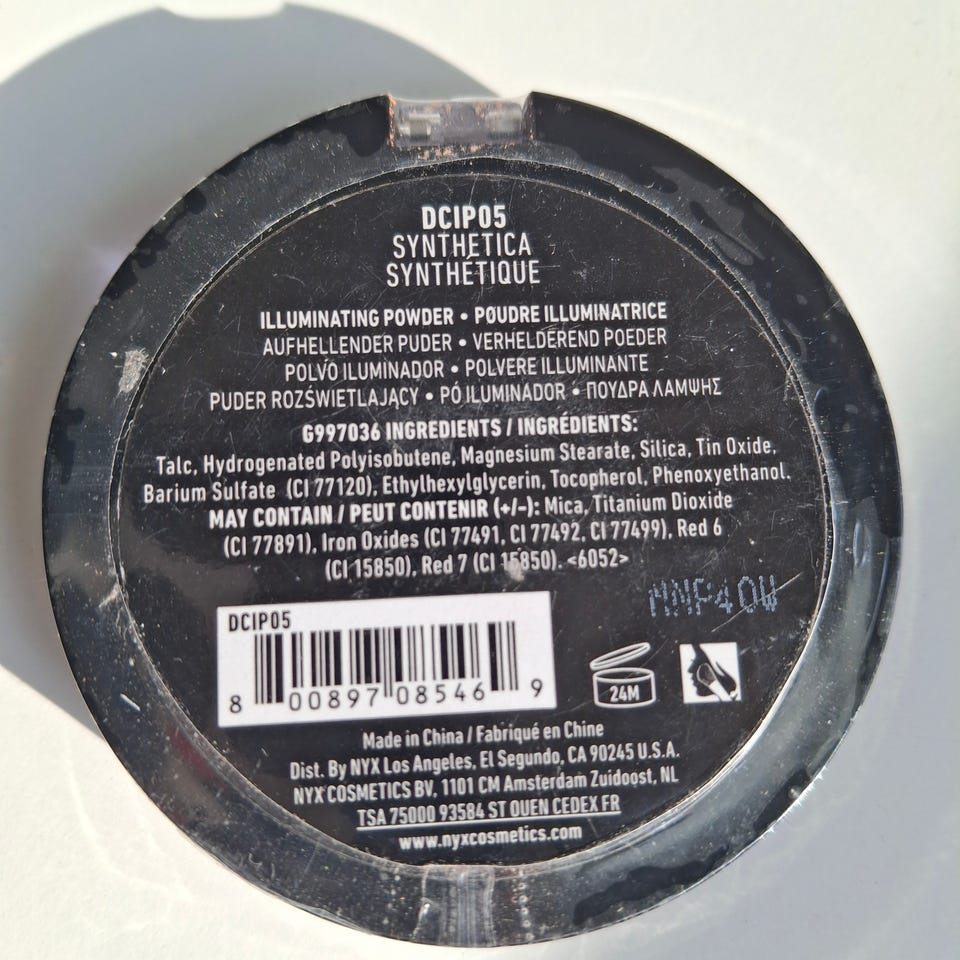 DCIP05
SYNTHETICA
SYNTHÉTIQUE
ILLUMINATING POWDER • POUDRE ILLUMINATRICE
AUFHELLENDER PUDER • VERHELDEREND POEDER
POLVO ILUMINADOR • POLVERE ILLUMINANTE
PUDER ROZŚWIETLAJĄCY • PÓ ILUMINADOR • ΠΟΥΔΡΑ ΛΑΜΨΗΣ
G997036 INGREDIENTS / INGRÉDIENTS:
Talc, Hydrogenated Polyisobutene, Magnesium Stearate, Silica, Tin Oxide,
Barium Sulfate (CI 77120), Ethylhexylglycerin, Tocopherol, Phenoxyethanol.
MAY CONTAIN / PEUT CONTENIR (+/-): Mica, Titanium Dioxide
(CI 77891), Iron Oxides (CI 77491, CI 77492, CI 77499), Red 6
(CI 15850), Red 7 (CI 15850). <6052>
MNP40W
DCIP05
8 00897 08546 9
24M
Made in China / Fabriqué en Chine
Dist. By NYX Los Angeles, El Segundo, CA 90245 U.S.A.
NYX COSMETICS BV, 1101 CM Amsterdam Zuidoost, NL
TSA 75000 93584 ST OUEN CEDEX FR
www.nyxcosmetics.com